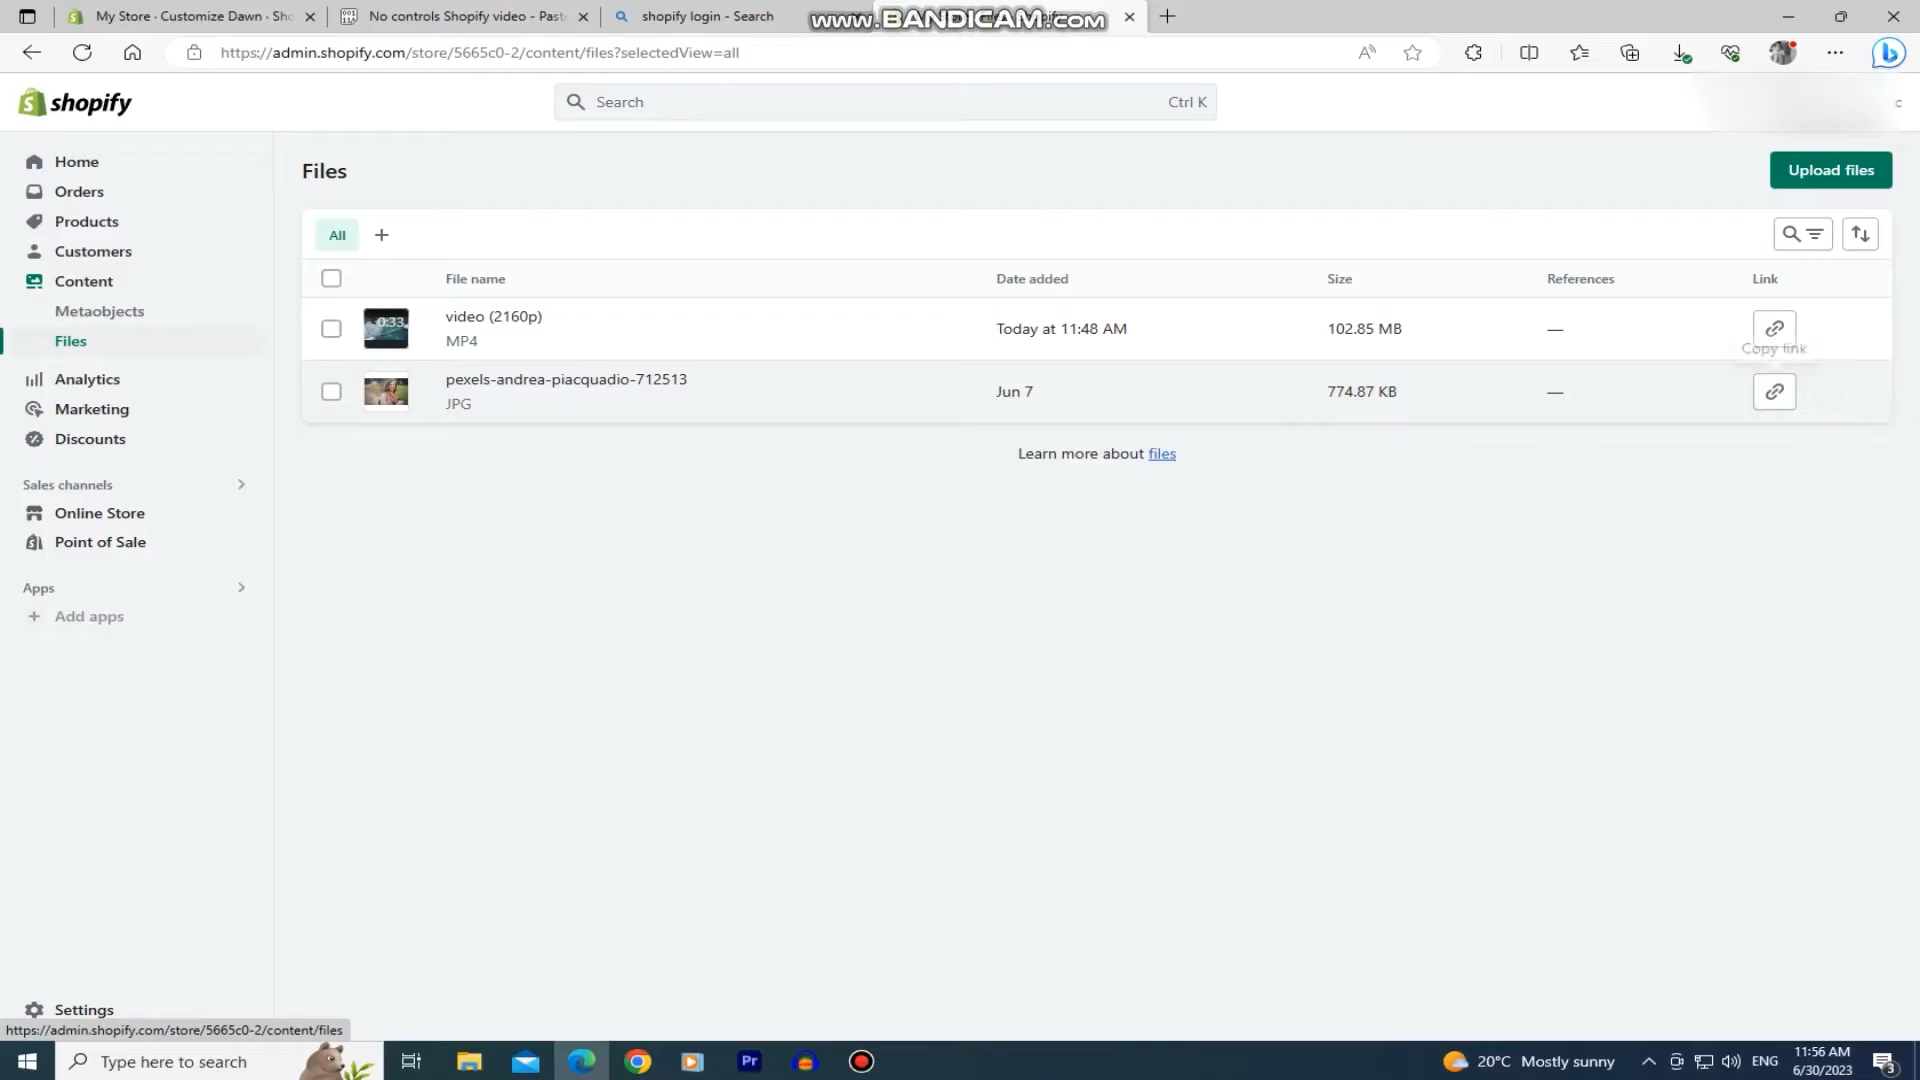 My Store · Customize Dawn · Sho
No controls Shopify video - Paste
shopify login - Search
www.BANDICAM.com
https://admin.shopify.com/store/5665c0-2/content/files?selectedView=all
shopify
Search
Ctrl K
Home
Orders
Products
Customers
Content
Metaobjects
Files
Analytics
Marketing
Discounts
Sales channels
Online Store
Point of Sale
Apps
Add apps
Settings
https://admin.shopify.com/store/5665c0-2/content/files
Files
Upload files
All
File name
Date added
Size
References
Link
0:33
video (2160p)
MP4
Today at 11:48 AM
102.85 MB
—
Copy link
pexels-andrea-piacquadio-712513
JPG
Jun 7
774.87 KB
—
Learn more about files
Type here to search
Pr
20°C Mostly sunny
ENG
11:56 AM
6/30/2023
3